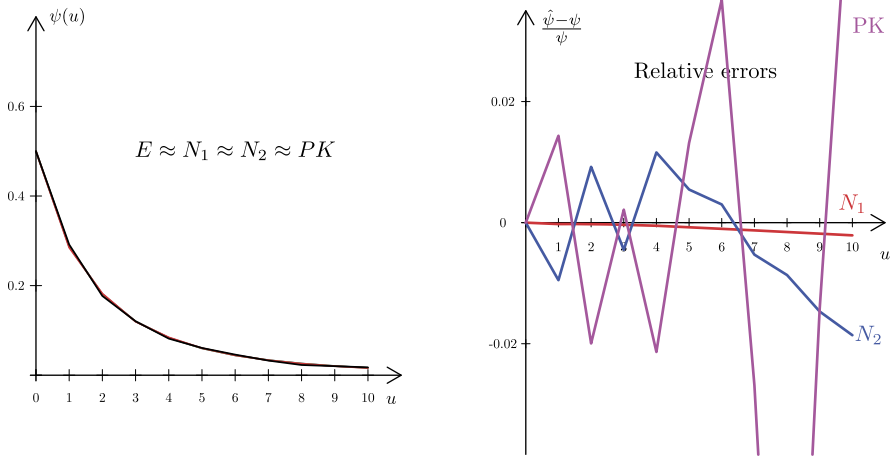 ψ(u)
0.6
0.4
0.2
E ≈ N₁ ≈ N₂ ≈ PK
0 1 2 3 4 5 6 7 8 9 10 u
(ψ̂−ψ)/ψ
PK
Relative errors
0.02
N₁
0
1 2 3 4 5 6 7 8 9 10
u
N₂
-0.02